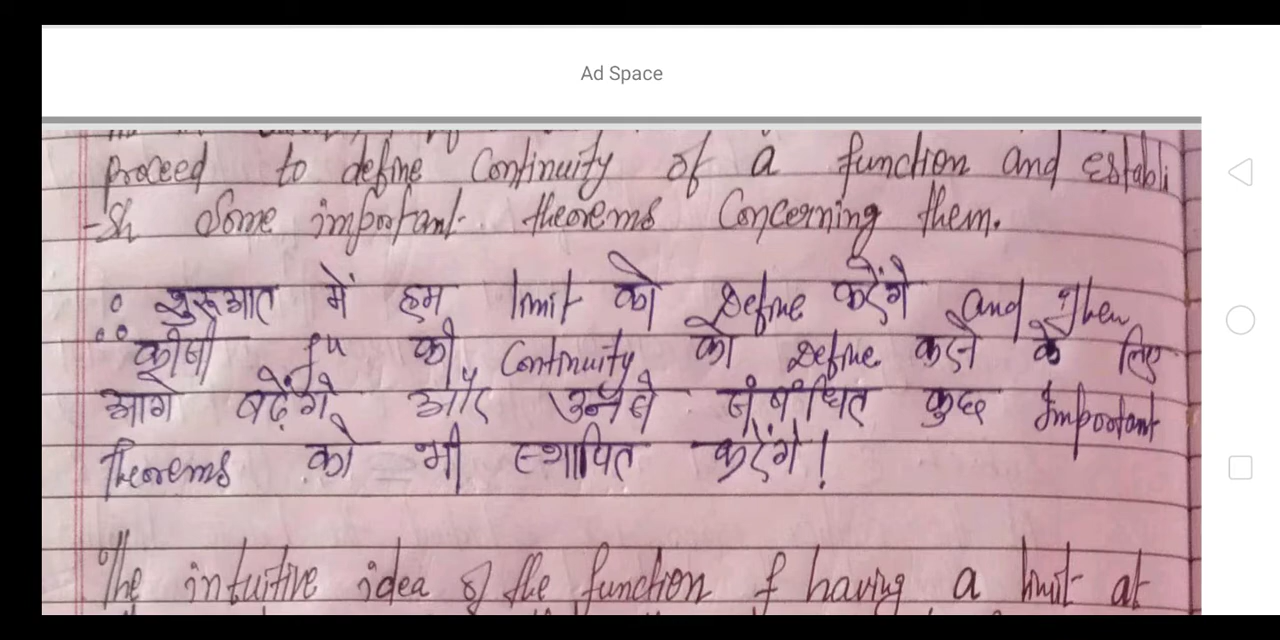 Ad Space
proceed to define Continuity of a function and establi
-sh Some important theorems Concerning them.
शुरुआत में हम limit को Define करेंगे and then
कीसी fn की Continuity को Define करने के लिए
आगे बढ़ेंगे और उनसे संबंधित कुछ Important
theorems को भी स्थापित करेंगे!
The intuitive idea of the function f having a limit at